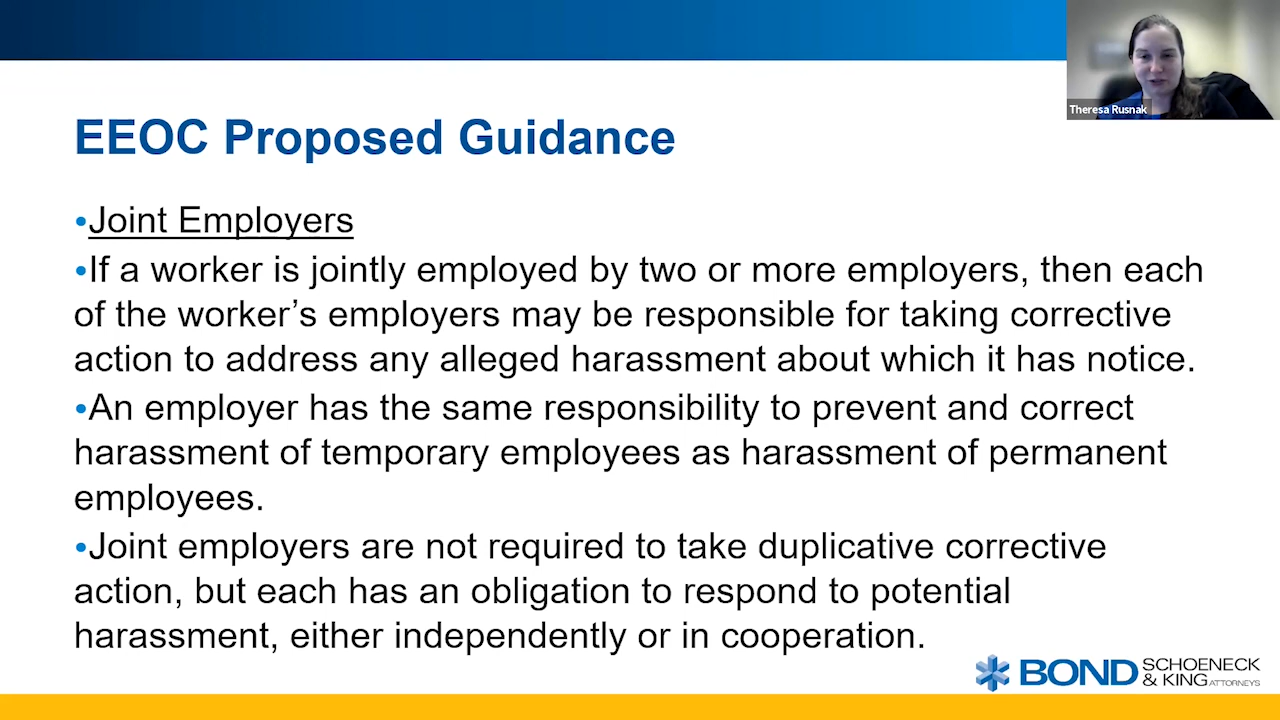 Theresa Rusnak
EEOC Proposed Guidance
•Joint Employers
•If a worker is jointly employed by two or more employers, then each
of the worker’s employers may be responsible for taking corrective
action to address any alleged harassment about which it has notice.
•An employer has the same responsibility to prevent and correct
harassment of temporary employees as harassment of permanent
employees.
•Joint employers are not required to take duplicative corrective
action, but each has an obligation to respond to potential
harassment, either independently or in cooperation.
BOND SCHOENECK
& KING ATTORNEYS